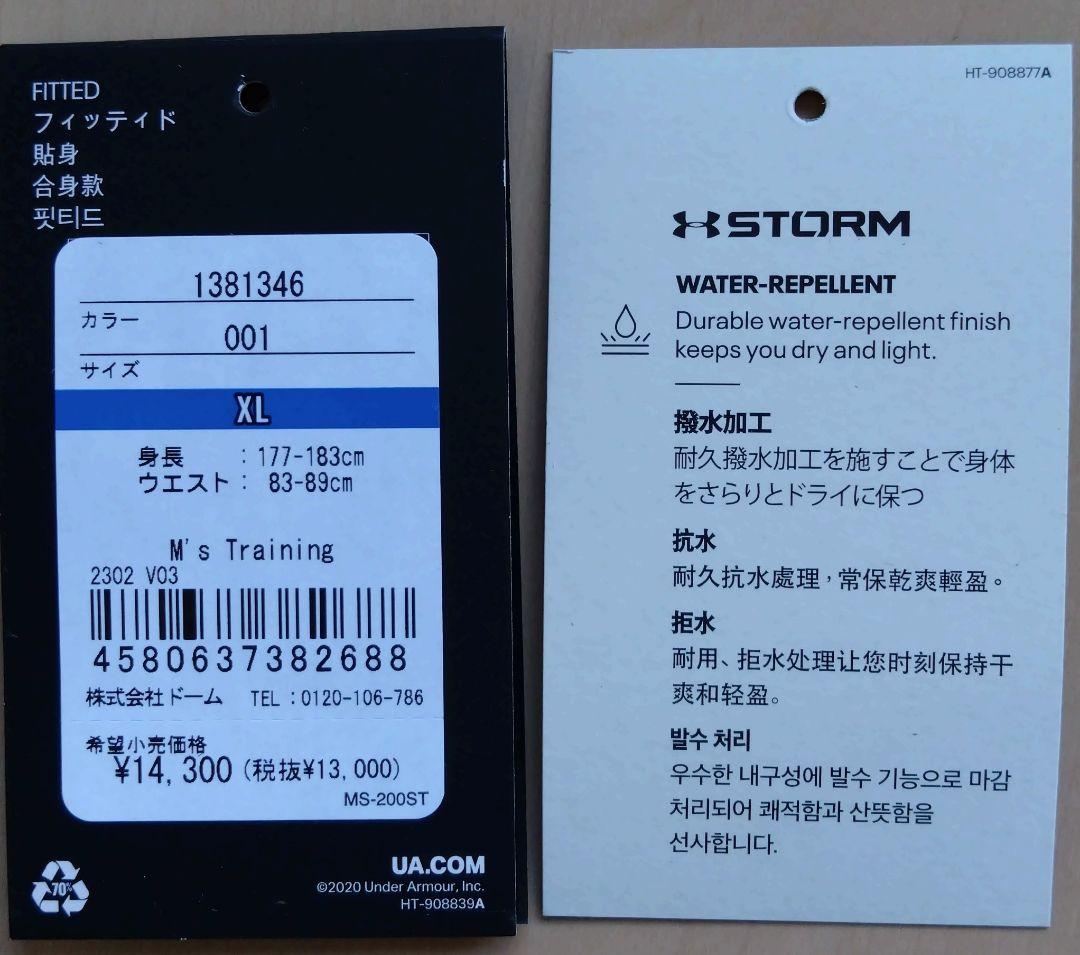 FITTED
フィッティド
貼身
合身款
핏티드
1381346
カラー
001
サイズ
XL
身長 : 177-183cm
ウエスト : 83-89cm
M's Training
2302 V03
4580637382688
株式会社ドーム TEL :0120-106-786
希望小売価格
¥14,300 (税抜¥13,000)
MS-200ST
70%
UA.COM
©2020 Under Armour, Inc.
HT-908839A
HT-908877A
STORM
WATER-REPELLENT
Durable water-repellent finish
keeps you dry and light.
撥水加工
耐久撥水加工を施すことで身体
をさらりとドライに保つ
抗水
耐久抗水處理，常保乾爽輕盈。
拒水
耐用、拒水处理让您时刻保持干
爽和轻盈。
발수 처리
우수한 내구성에 발수 기능으로 마감
처리되어 쾌적함과 산뜻함을
선사합니다.